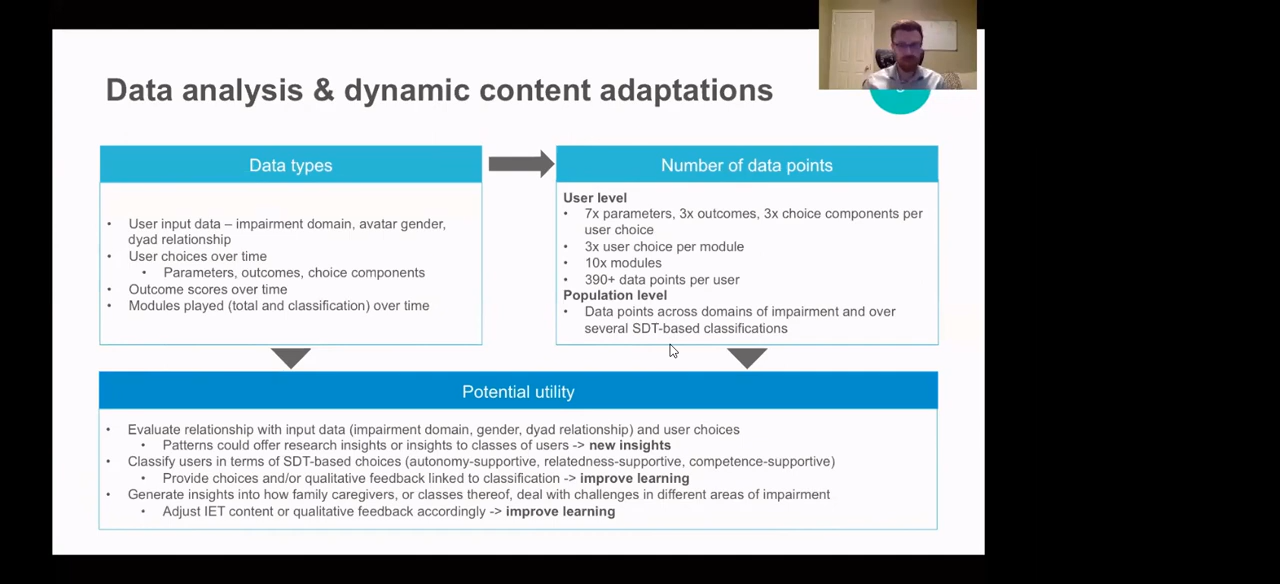 Data analysis & dynamic content adaptations
Data types
• User input data – impairment domain, avatar gender,
dyad relationship
• User choices over time
• Parameters, outcomes, choice components
• Outcome scores over time
• Modules played (total and classification) over time
Number of data points
User level
• 7x parameters, 3x outcomes, 3x choice components per
user choice
• 3x user choice per module
• 10x modules
• 390+ data points per user
Population level
• Data points across domains of impairment and over
several SDT-based classifications
Potential utility
• Evaluate relationship with input data (impairment domain, gender, dyad relationship) and user choices
• Patterns could offer research insights or insights to classes of users -> new insights
• Classify users in terms of SDT-based choices (autonomy-supportive, relatedness-supportive, competence-supportive)
• Provide choices and/or qualitative feedback linked to classification -> improve learning
• Generate insights into how family caregivers, or classes thereof, deal with challenges in different areas of impairment
• Adjust IET content or qualitative feedback accordingly -> improve learning